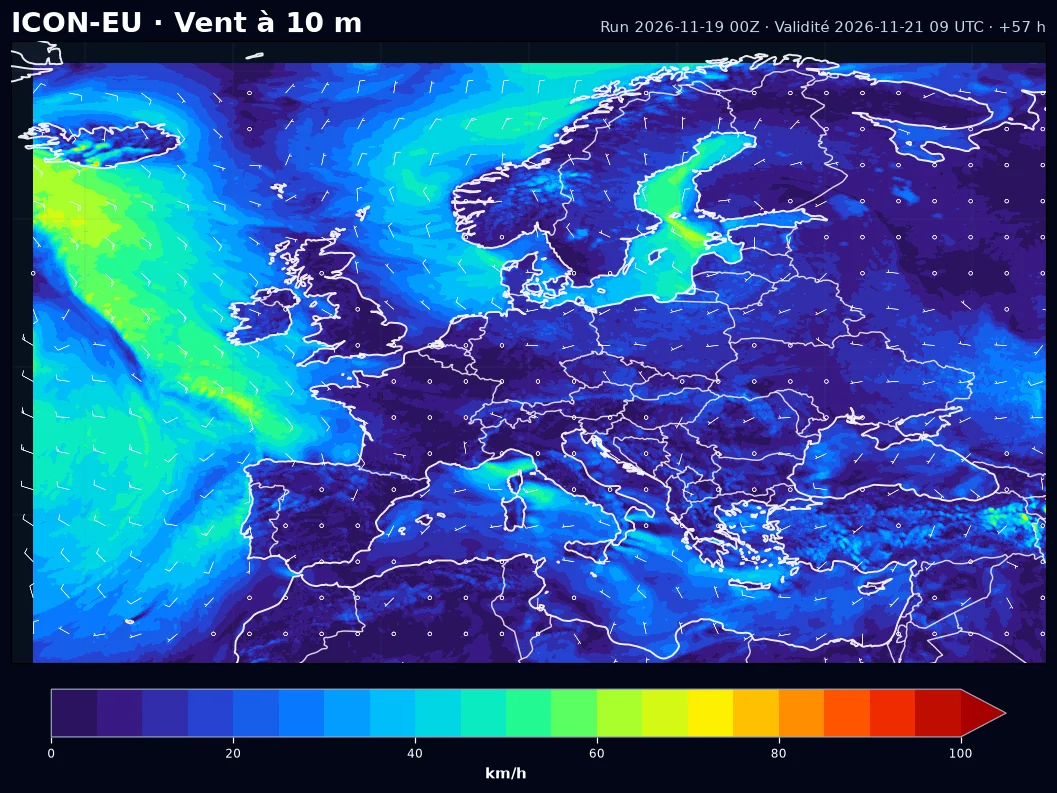 ICON-EU · Vent à 10 m
Run 2026-11-19 00Z · Validité 2026-11-21 09 UTC · +57 h
0 20 40 60 80 100
km/h